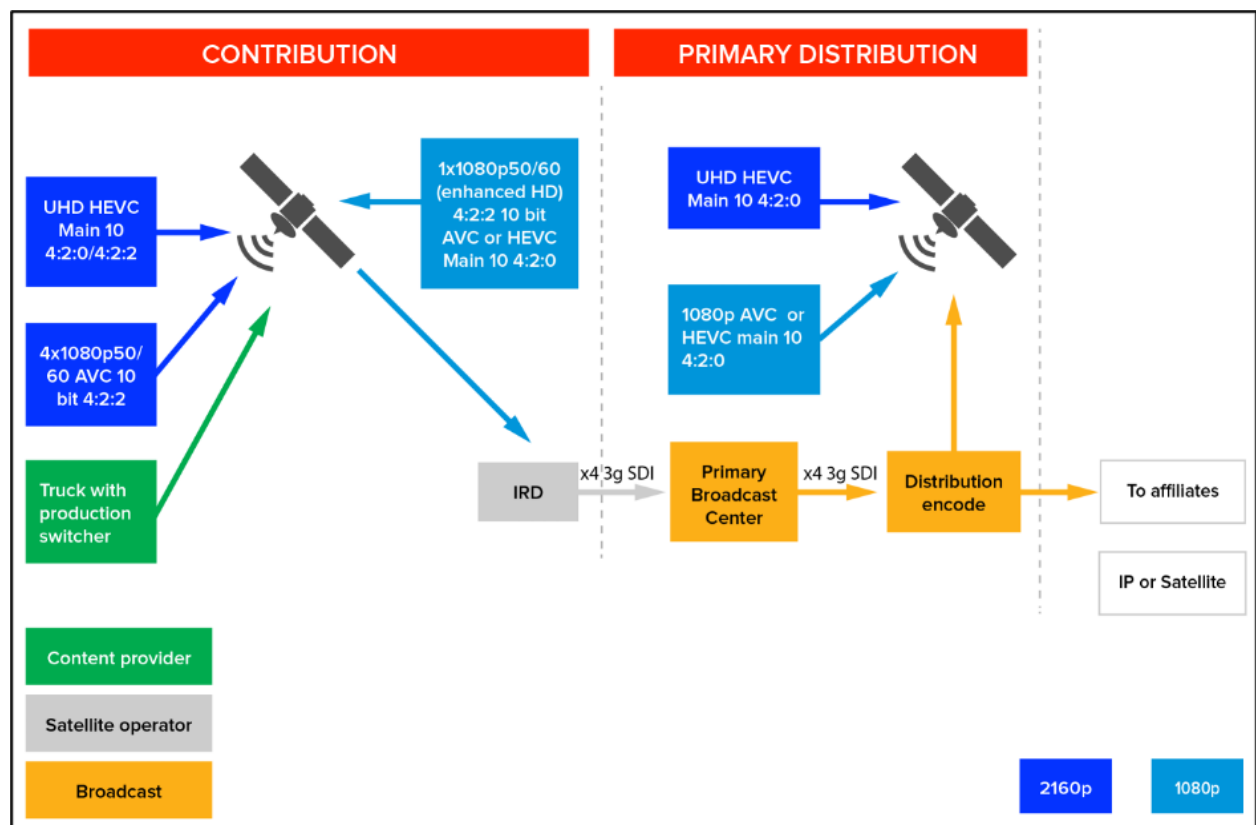 CONTRIBUTION
PRIMARY DISTRIBUTION
UHD HEVC
Main 10
4:2:0/4:2:2
1x1080p50/60
(enhanced HD)
4:2:2 10 bit
AVC or HEVC
Main 10 4:2:0
UHD HEVC
Main 10 4:2:0
4x1080p50/
60 AVC 10
bit 4:2:2
1080p AVC or
HEVC main 10
4:2:0
Truck with
production
switcher
IRD
x4 3g SDI
Primary
Broadcast
Center
x4 3g SDI
Distribution
encode
To affiliates
IP or Satellite
Content provider
Satellite operator
Broadcast
2160p
1080p